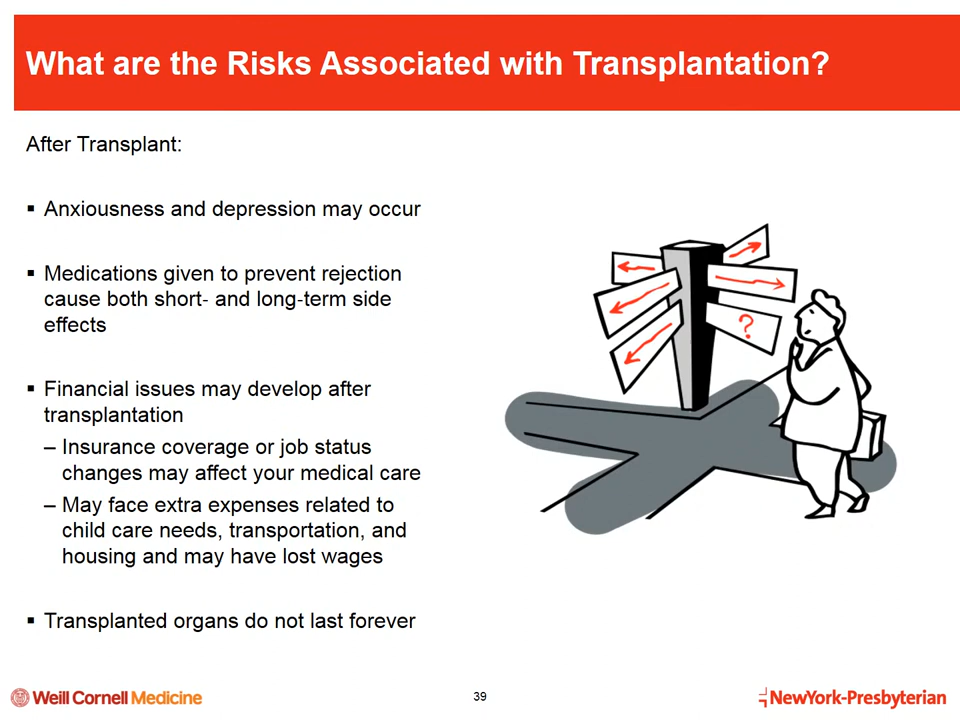 What are the Risks Associated with Transplantation?
After Transplant:
▪ Anxiousness and depression may occur
▪ Medications given to prevent rejection
cause both short- and long-term side
effects
▪ Financial issues may develop after
transplantation
– Insurance coverage or job status
changes may affect your medical care
– May face extra expenses related to
child care needs, transportation, and
housing and may have lost wages
▪ Transplanted organs do not last forever
?
Weill Cornell Medicine
39
NewYork-Presbyterian